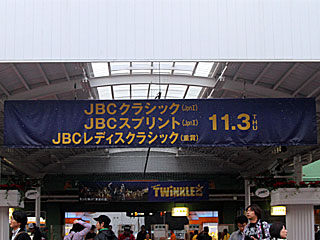 JBCクラシック(JpnI)
JBCスプリント(JpnI)
JBCレディスクラシック(重賞)
11.3 THU
TWINKLE